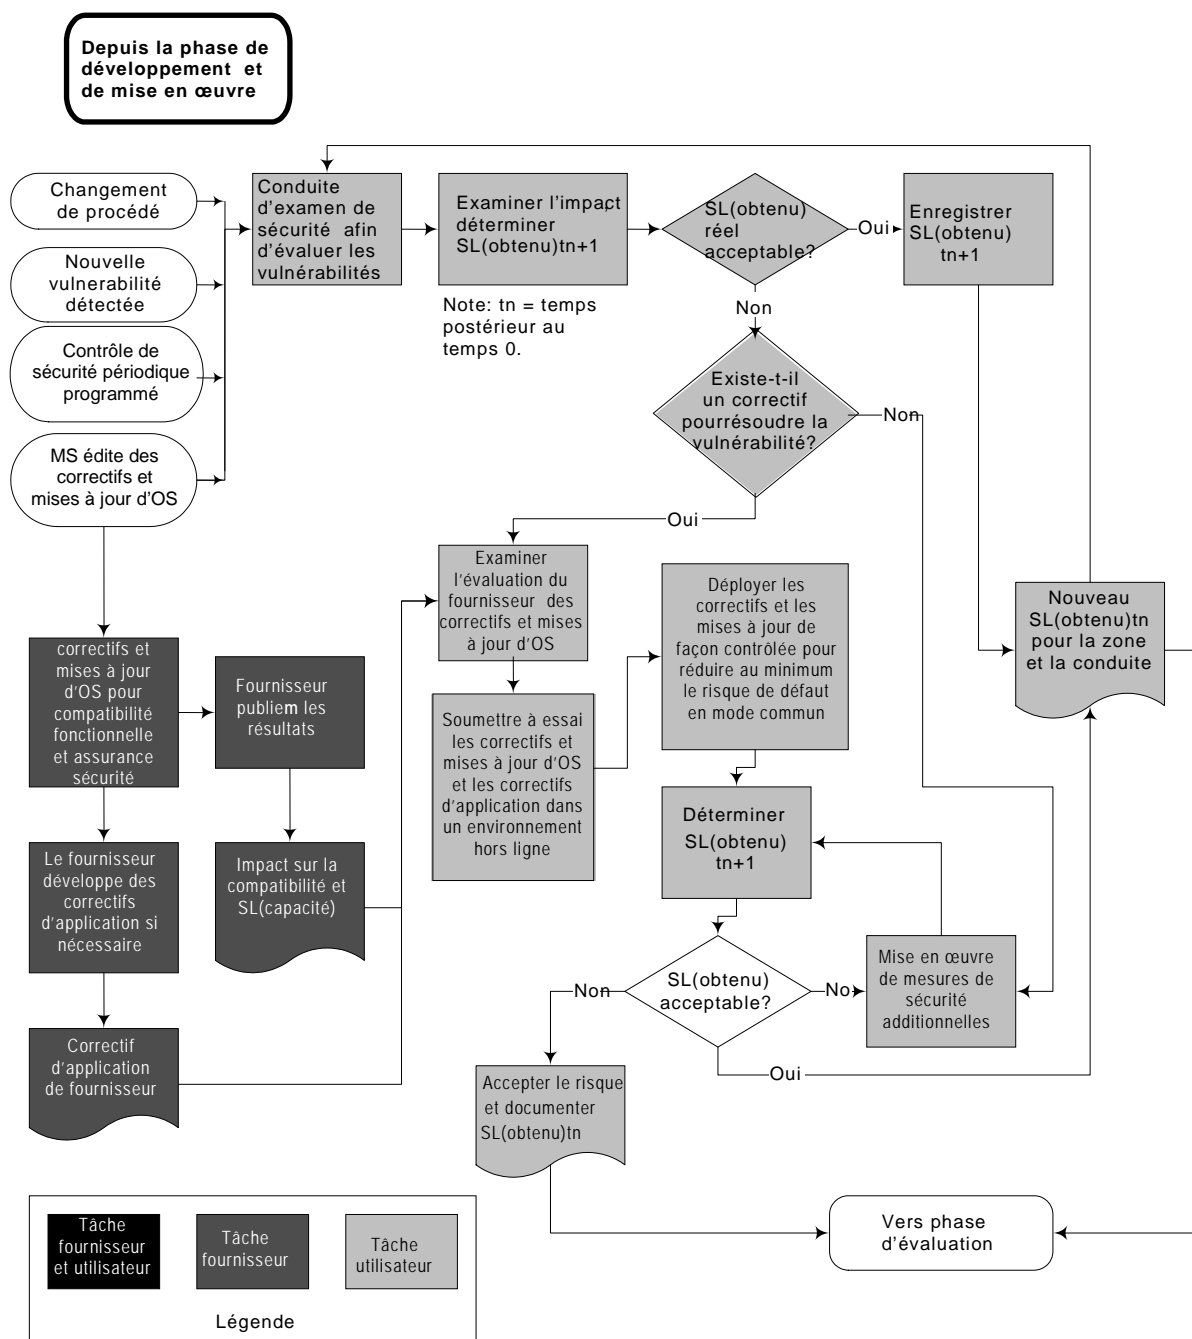 Depuis la phase de
développement et
de mise en œuvre
Changement
de procédé
Nouvelle
vulnerabilité
détectée
Contrôle de
sécurité périodique
programmé
MS édite des
correctifs et
mises à jour d'OS
Conduite
d'examen de
sécurité afin
d'évaluer les
vulnérabilités
Examiner l'impact
déterminer
SL(obtenu)tn+1
Note: tn = temps
postérieur au
temps 0.
SL(obtenu)
réel
acceptable?
Oui
Enregistrer
SL(obtenu)
tn+1
Non
Existe-t-il
un correctif
pourrésoudre la
vulnérabilité?
Non
Oui
Examiner
l'évaluation du
fournisseur des
correctifs et mises
à jour d'OS
Déployer les
correctifs et les
mises à jour de
façon contrôlée pour
réduire au minimum
le risque de défaut
en mode commun
Nouveau
SL(obtenu)tn
pour la zone
et la conduite
correctifs et
mises à jour
d'OS pour
compatibilité
fonctionnelle
et assurance
sécurité
Fournisseur
publiem les
résultats
Soumettre à essai
les correctifs et
mises à jour d'OS
et les correctifs
d'application dans
un environnement
hors ligne
Déterminer
SL(obtenu)
tn+1
Le fournisseur
développe des
correctifs
d'application si
nécessaire
Impact sur la
compatibilité et
SL(capacité)
Non
SL(obtenu)
acceptable?
No
Mise en œuvre
de mesures de
sécurité
additionnelles
Oui
Correctif
d'application
de fournisseur
Accepter le risque
et documenter
SL(obtenu)tn
Vers phase
d'évaluation
Tâche
fournisseur
et utilisateur
Tâche
fournisseur
Tâche
utilisateur
Légende